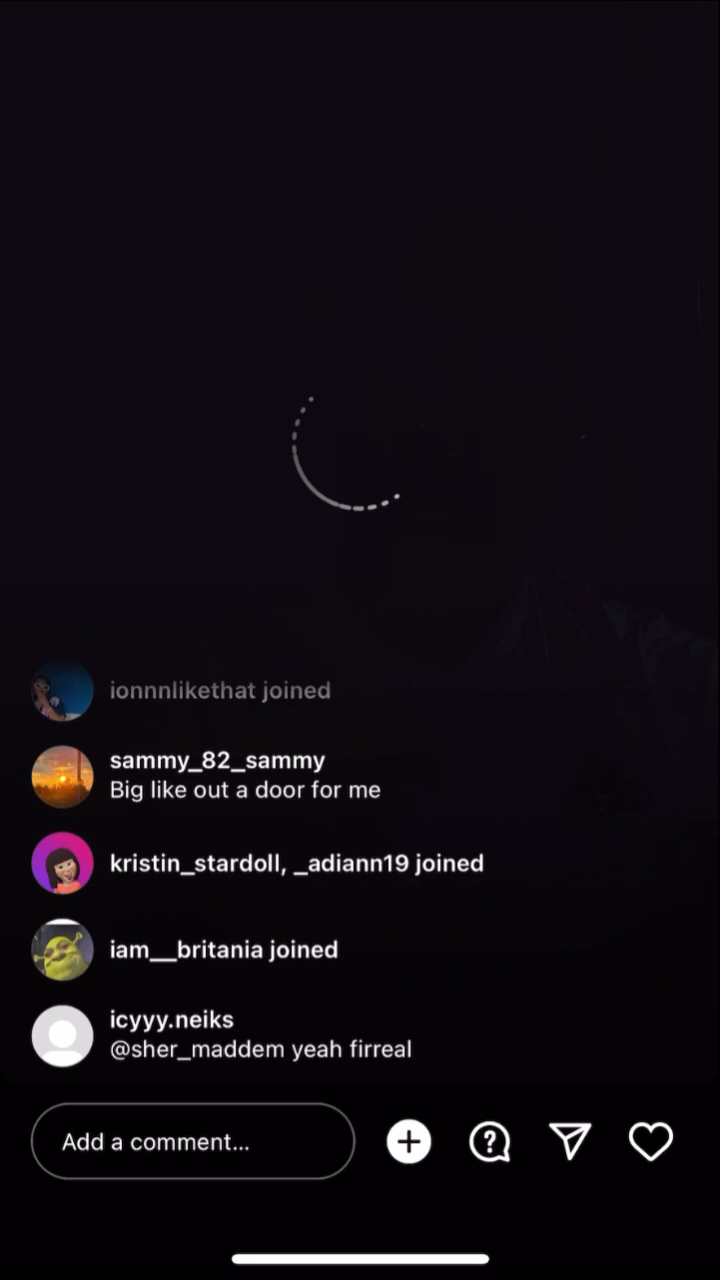 ionnnlikethat joined
sammy_82_sammy
Big like out a door for me
kristin_stardoll, _adiann19 joined
iam__britania joined
icyyy.neiks
@sher_maddem yeah firreal
Add a comment...